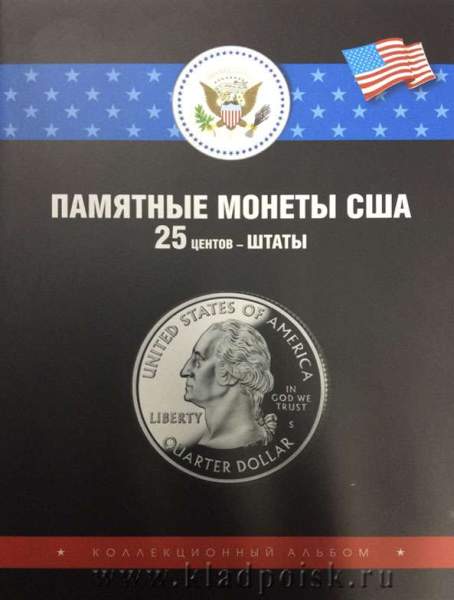 ПАМЯТНЫЕ МОНЕТЫ США
25 ЦЕНТОВ – ШТАТЫ
UNITED STATES OF AMERICA
IN
GOD WE
TRUST
LIBERTY
S
QUARTER DOLLAR
★ КОЛЛЕКЦИОННЫЙ АЛЬБОМ ★
www.kladpoisk.ru